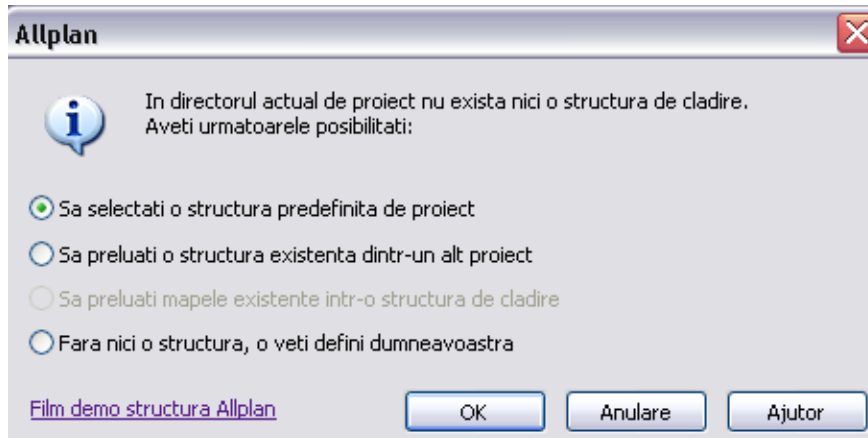 Allplan
In directorul actual de proiect nu exista nici o structura de cladire.
Aveti urmatoarele posibilitati:
Sa selectati o structura predefinita de proiect
Sa preluati o structura existenta dintr-un alt proiect
Sa preluati mapele existente intr-o structura de cladire
Fara nici o structura, o veti defini dumneavoastra
Film demo structura Allplan OK Anulare Ajutor